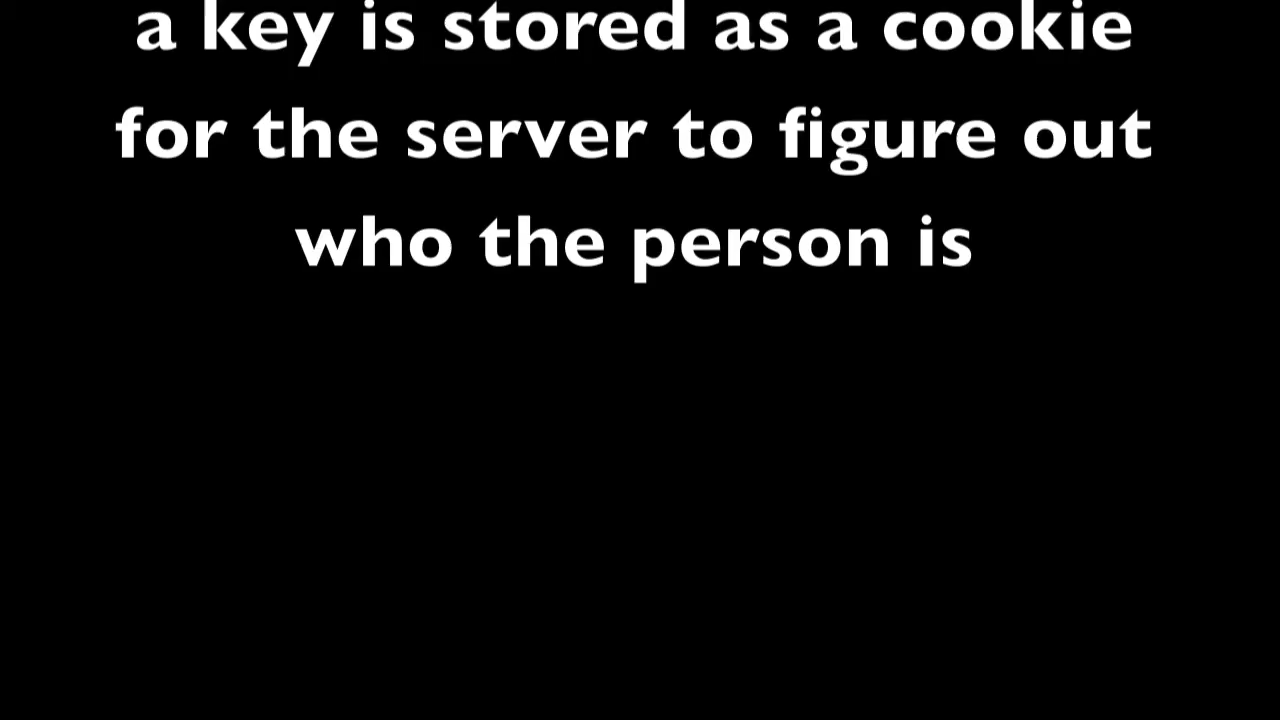 a key is stored as a cookie
for the server to figure out
who the person is